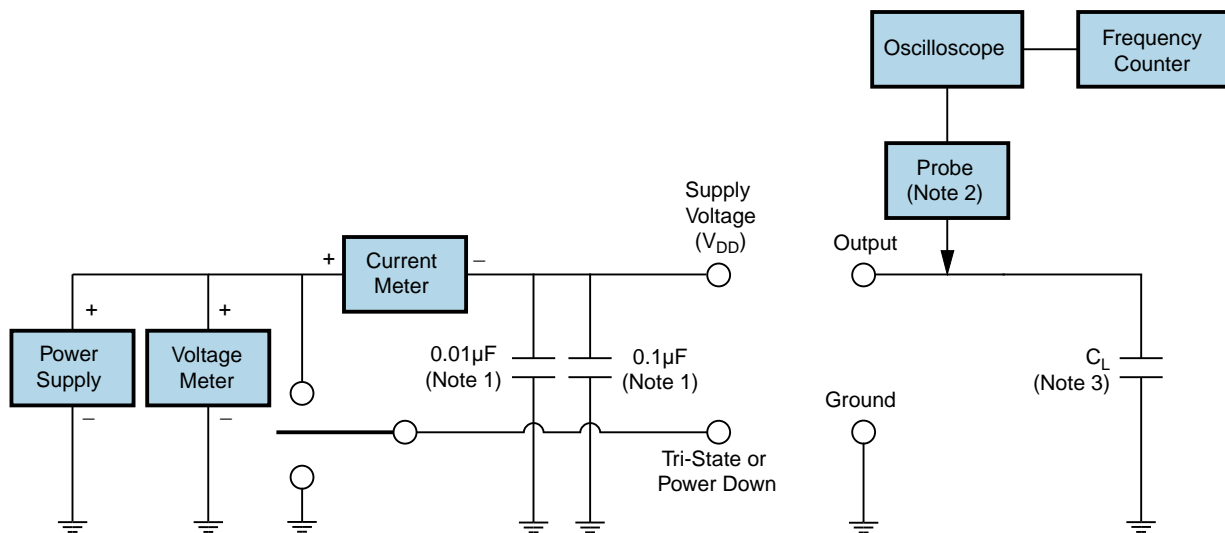 Oscilloscope
Frequency
Counter
Probe
(Note 2)
Supply
Voltage
(VDD)
Output
+
Current
Meter
–
+
Power
Supply
–
+
Voltage
Meter
–
0.01µF
(Note 1)
0.1µF
(Note 1)
CL
(Note 3)
Ground
Tri-State or
Power Down